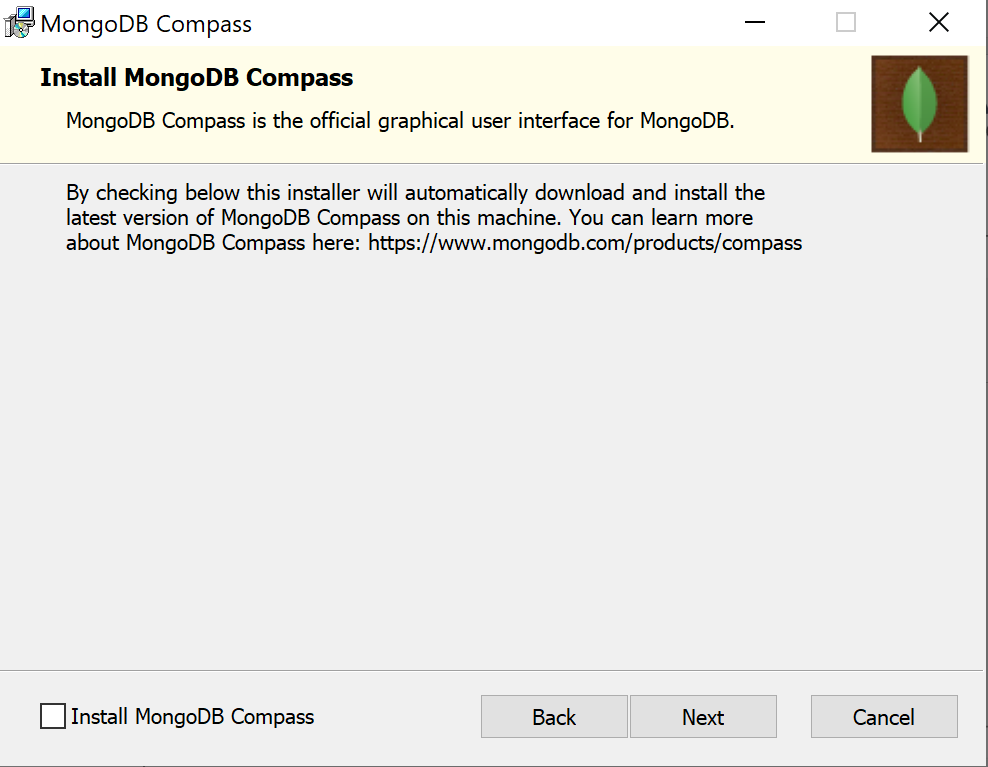 MongoDB Compass
Install MongoDB Compass
MongoDB Compass is the official graphical user interface for MongoDB.
By checking below this installer will automatically download and install the
latest version of MongoDB Compass on this machine. You can learn more
about MongoDB Compass here: https://www.mongodb.com/products/compass
Install MongoDB Compass
Back
Next
Cancel